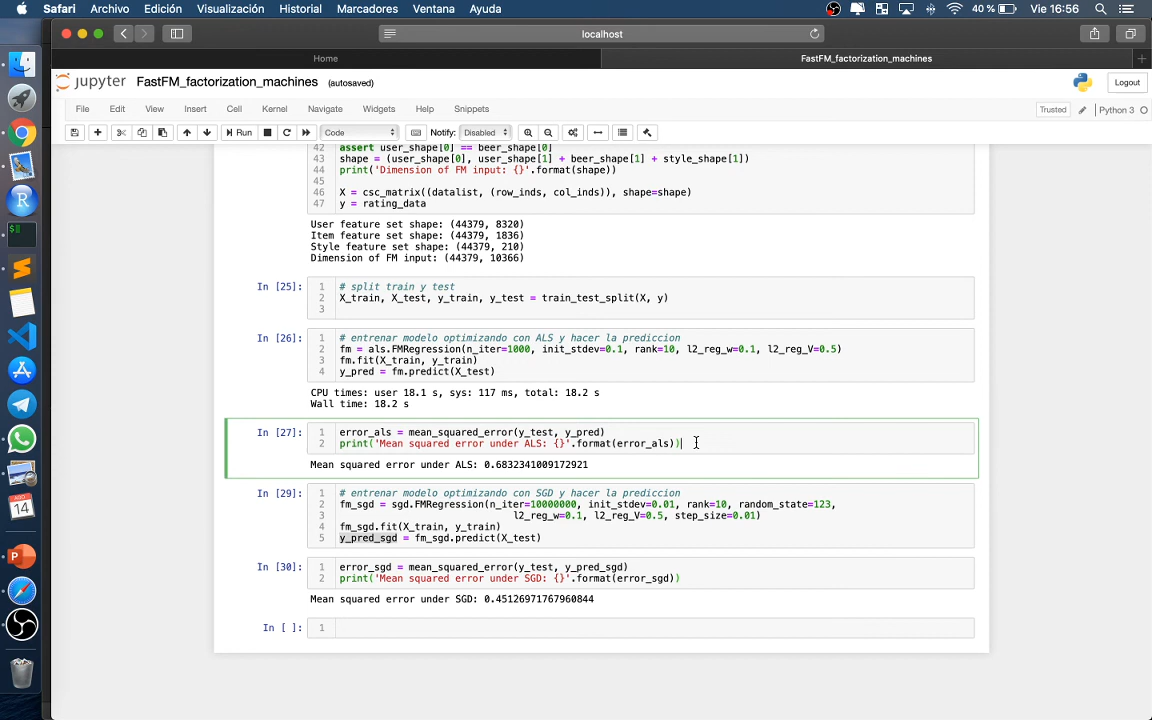 Safari Archivo Edición Visualización Historial Marcadores Ventana Ayuda 40 % Vie 16:56
localhost
Home FastFM_factorization_machines
jupyter FastFM_factorization_machines (autosaved) Logout
File Edit View Insert Cell Kernel Navigate Widgets Help Snippets Trusted Python 3
Run Code Notify: Disabled
42 assert user_shape[0] == beer_shape[0]
43 shape = (user_shape[0], user_shape[1] + beer_shape[1] + style_shape[1])
44 print('Dimension of FM input: {}'.format(shape))
45
46 X = csc_matrix((datalist, (row_inds, col_inds)), shape=shape)
47 y = rating_data
User feature set shape: (44379, 8320)
Item feature set shape: (44379, 1836)
Style feature set shape: (44379, 210)
Dimension of FM input: (44379, 10366)
In [25]: 1 # split train y test
2 X_train, X_test, y_train, y_test = train_test_split(X, y)
3
In [26]: 1 # entrenar modelo optimizando con ALS y hacer la prediccion
2 fm = als.FMRegression(n_iter=1000, init_stdev=0.1, rank=10, l2_reg_w=0.1, l2_reg_V=0.5)
3 fm.fit(X_train, y_train)
4 y_pred = fm.predict(X_test)
CPU times: user 18.1 s, sys: 117 ms, total: 18.2 s
Wall time: 18.2 s
In [27]: 1 error_als = mean_squared_error(y_test, y_pred)
2 print('Mean squared error under ALS: {}'.format(error_als))
Mean squared error under ALS: 0.6832341009172921
In [29]: 1 # entrenar modelo optimizando con SGD y hacer la prediccion
2 fm_sgd = sgd.FMRegression(n_iter=10000000, init_stdev=0.01, rank=10, random_state=123,
3 l2_reg_w=0.1, l2_reg_V=0.5, step_size=0.01)
4 fm_sgd.fit(X_train, y_train)
5 y_pred_sgd = fm_sgd.predict(X_test)
In [30]: 1 error_sgd = mean_squared_error(y_test, y_pred_sgd)
2 print('Mean squared error under SGD: {}'.format(error_sgd))
Mean squared error under SGD: 0.45126971767960844
In [ ]: 1
AGO
14